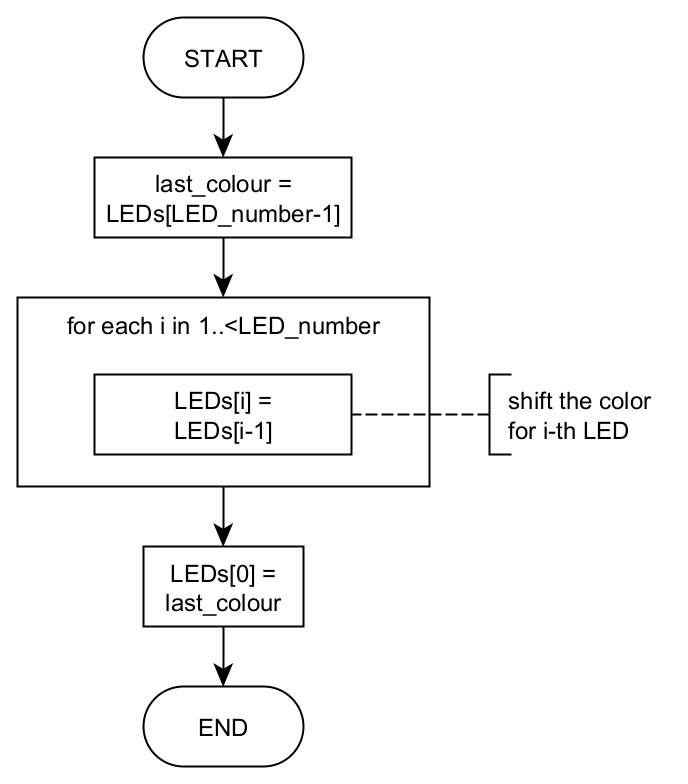 START
last_colour =
LEDs[LED_number-1]
for each i in 1..<LED_number
LEDs[i] =
LEDs[i-1]
shift the color
for i-th LED
LEDs[0] =
last_colour
END